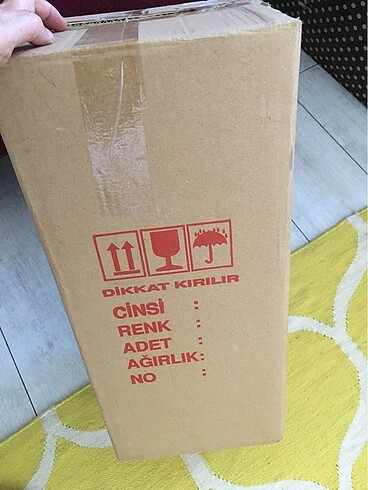 DİKKAT KIRILIR
CİNSİ :
RENK :
ADET :
AĞIRLIK:
NO :